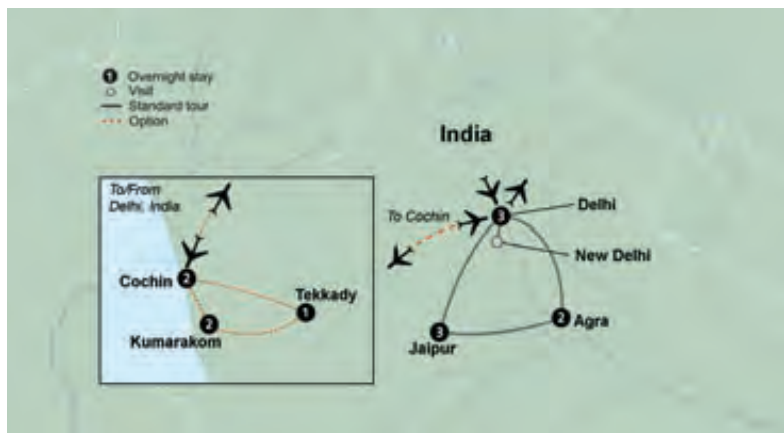 1 Overnight stay
Visit
Standard tour
Option
India
To/From
Delhi, India
Cochin
2
Tekkady
1
2
Kumarakom
To Cochin
3
Delhi
New Delhi
2
Agra
3
Jaipur